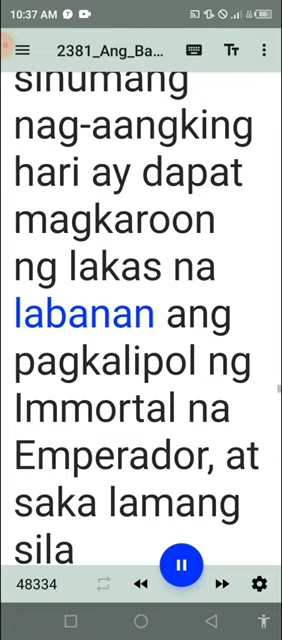 10:37 AM
2381_Ang_Ba...
sinumang
nag-aangking
hari ay dapat
magkaroon
ng lakas na
labanan ang
pagkalipol ng
Immortal na
Emperador, at
saka lamang
sila
48334